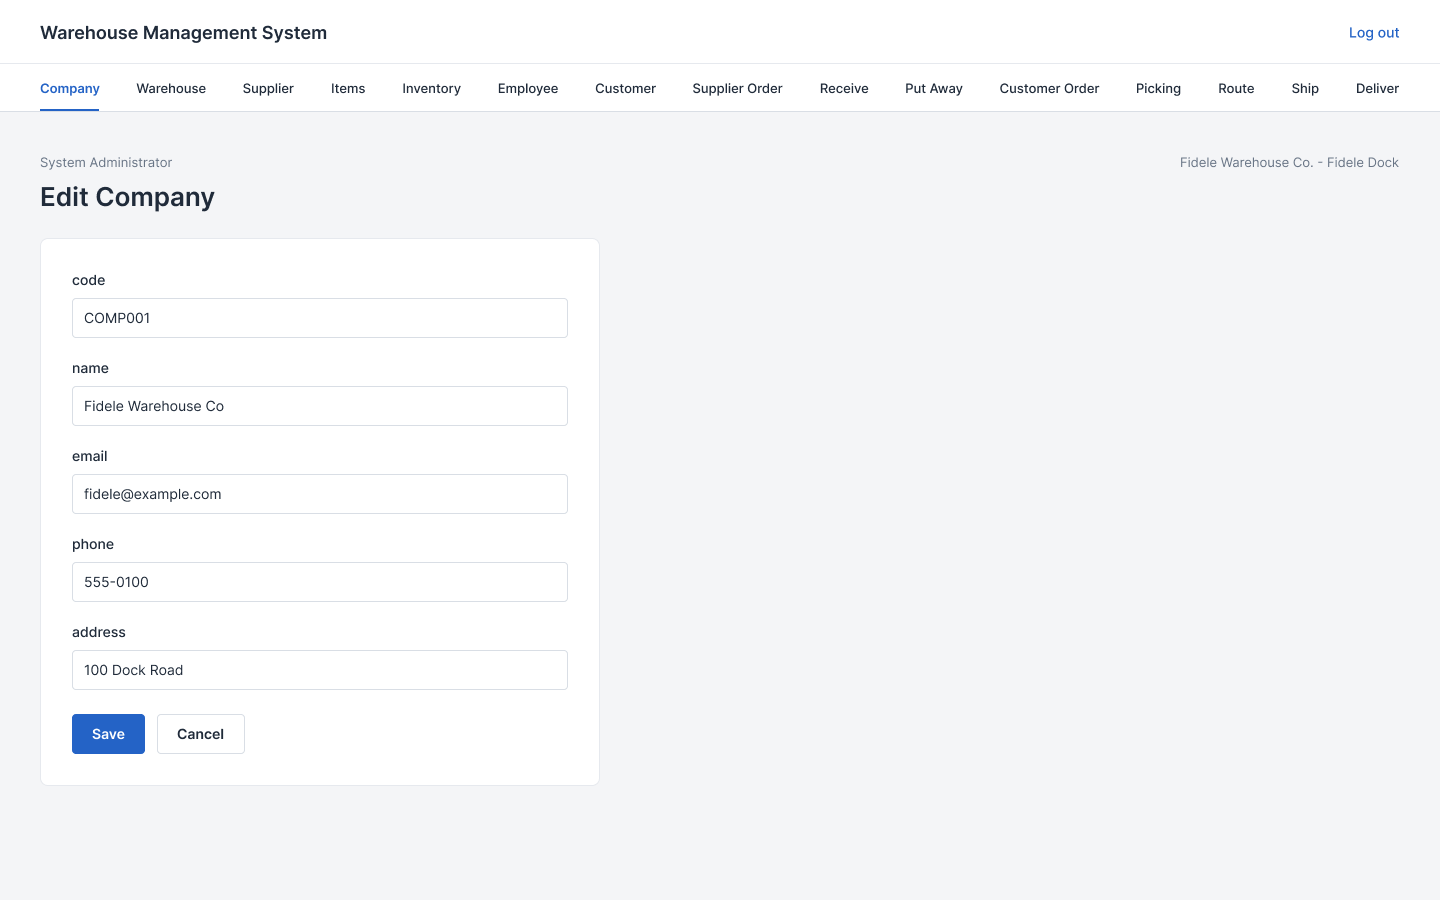 Warehouse Management System
Log out
Company Warehouse Supplier Items Inventory Employee Customer Supplier Order Receive Put Away Customer Order Picking Route Ship Deliver
System Administrator
Fidele Warehouse Co. - Fidele Dock
Edit Company
code
COMP001
name
Fidele Warehouse Co
email
fidele@example.com
phone
555-0100
address
100 Dock Road
Save Cancel